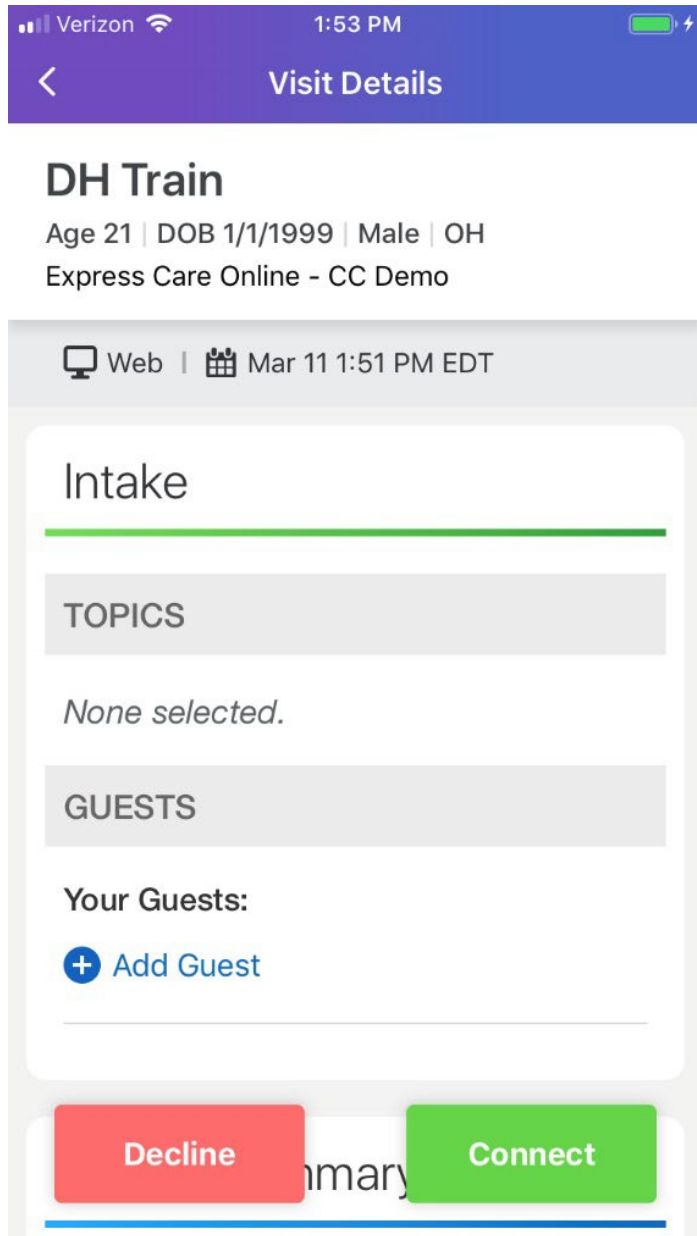 Verizon 1:53 PM
Visit Details
DH Train
Age 21 | DOB 1/1/1999 | Male | OH
Express Care Online - CC Demo
Web | Mar 11 1:51 PM EDT
Intake
TOPICS
None selected.
GUESTS
Your Guests:
Add Guest
Decline
Connect